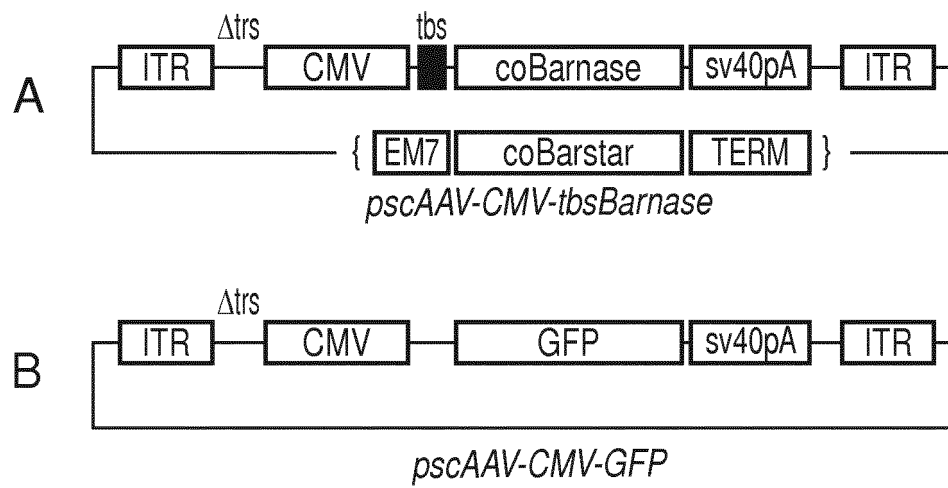 Δtrs tbs
A ITR CMV coBarnase sv40pA ITR
{ EM7 coBarstar TERM }
pscAAV-CMV-tbsBarnase
Δtrs
B ITR CMV GFP sv40pA ITR
pscAAV-CMV-GFP